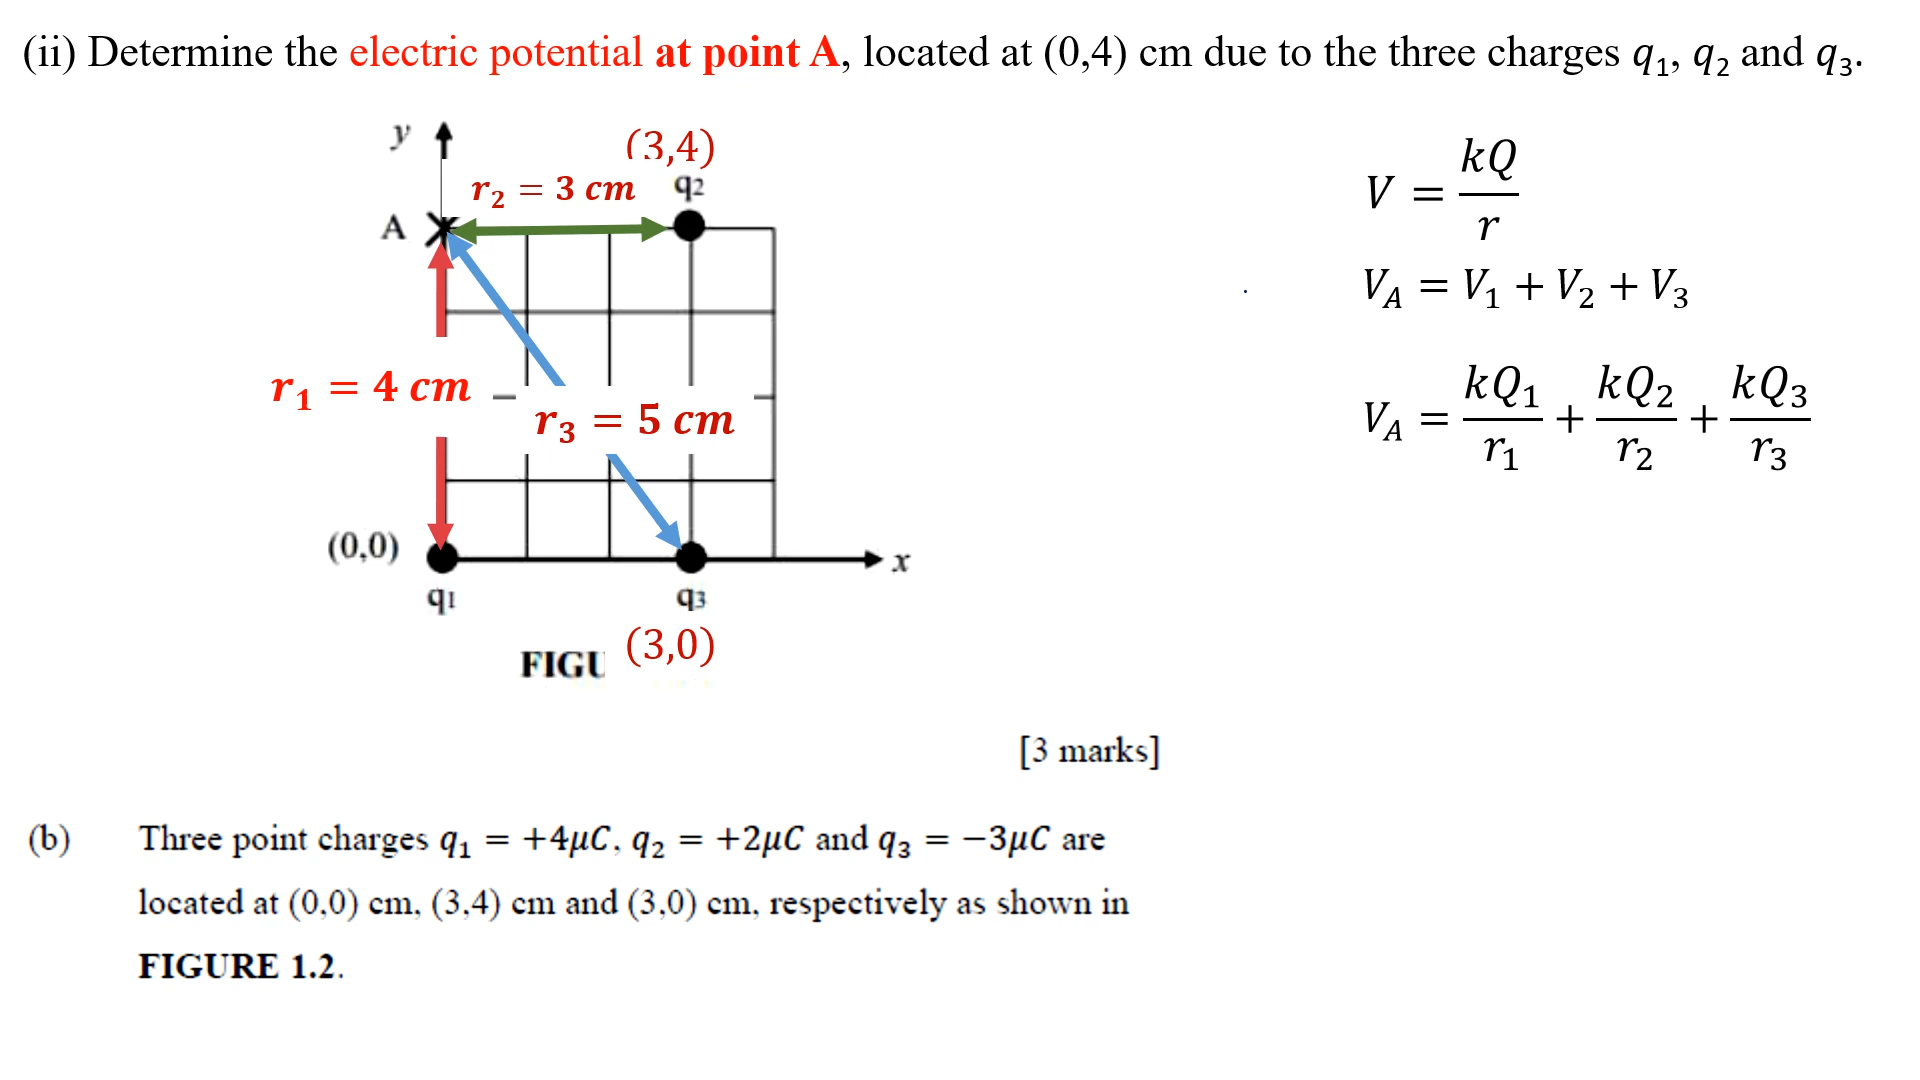 (ii) Determine the electric potential at point A, located at (0,4) cm due to the three charges q₁, q₂ and q₃.
y
(3,4)
r₂ = 3 cm
q2
A
r₁ = 4 cm
r₃ = 5 cm
(0,0)
x
q1
q3
(3,0)
FIGU
V = kQ/r
V_A = V₁ + V₂ + V₃
V_A = kQ₁/r₁ + kQ₂/r₂ + kQ₃/r₃
[3 marks]
(b) Three point charges q₁ = +4μC, q₂ = +2μC and q₃ = −3μC are
located at (0,0) cm, (3,4) cm and (3,0) cm, respectively as shown in
FIGURE 1.2.